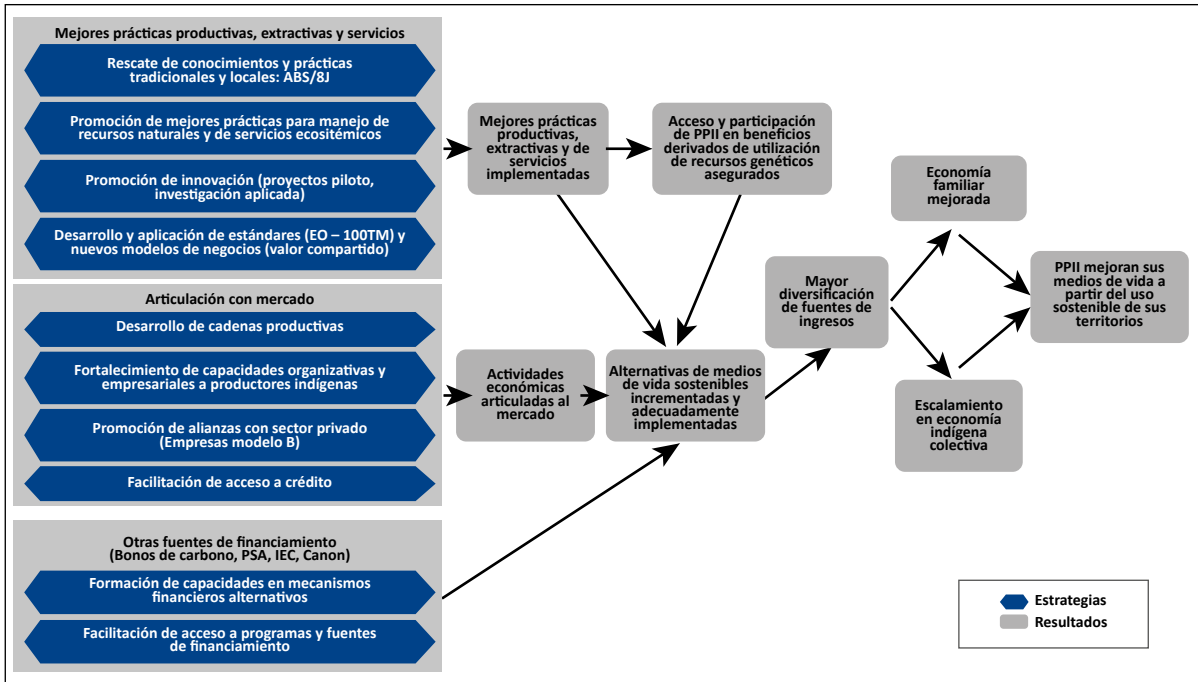 Mejores prácticas productivas, extractivas y servicios
Rescate de conocimientos y prácticas
tradicionales y locales: ABS/8J
Promoción de mejores prácticas para manejo de
recursos naturales y de servicios ecositémicos
Promoción de innovación (proyectos piloto,
investigación aplicada)
Desarrollo y aplicación de estándares (EO – 100TM) y
nuevos modelos de negocios (valor compartido)
Articulación con mercado
Desarrollo de cadenas productivas
Fortalecimiento de capacidades organizativas y
empresariales a productores indígenas
Promoción de alianzas con sector privado
(Empresas modelo B)
Facilitación de acceso a crédito
Otras fuentes de financiamiento
(Bonos de carbono, PSA, IEC, Canon)
Formación de capacidades en mecanismos
financieros alternativos
Facilitación de acceso a programas y fuentes
de financiamiento
Mejores prácticas
productivas,
extractivas y de
servicios
implementadas
Acceso y participación
de PPII en beneficios
derivados de utilización
de recursos genéticos
asegurados
Actividades
económicas
articuladas al
mercado
Alternativas de medios
de vida sostenibles
incrementadas y
adecuadamente
implementadas
Mayor
diversificación
de fuentes de
ingresos
Economía
familiar
mejorada
Escalamiento
en economía
indígena
colectiva
PPII mejoran sus
medios de vida a
partir del uso
sostenible de sus
territorios
Estrategias
Resultados